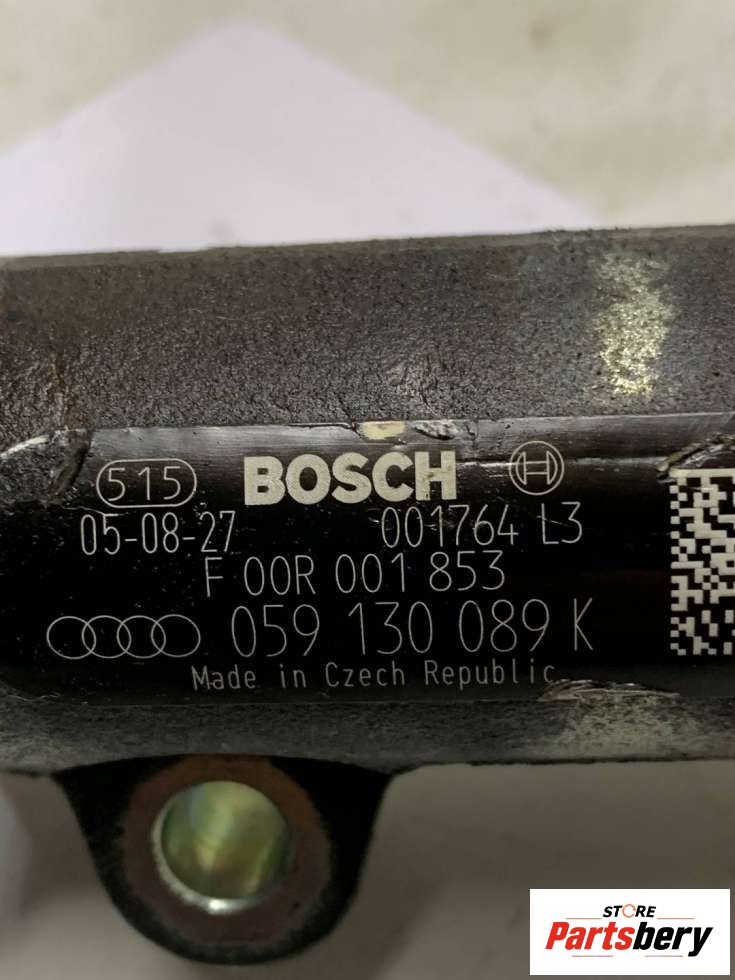 515 BOSCH
05-08-27 001764 L3
F 00R 001 853
059 130 089 K
Made in Czech Republic
STORE
Partsbery